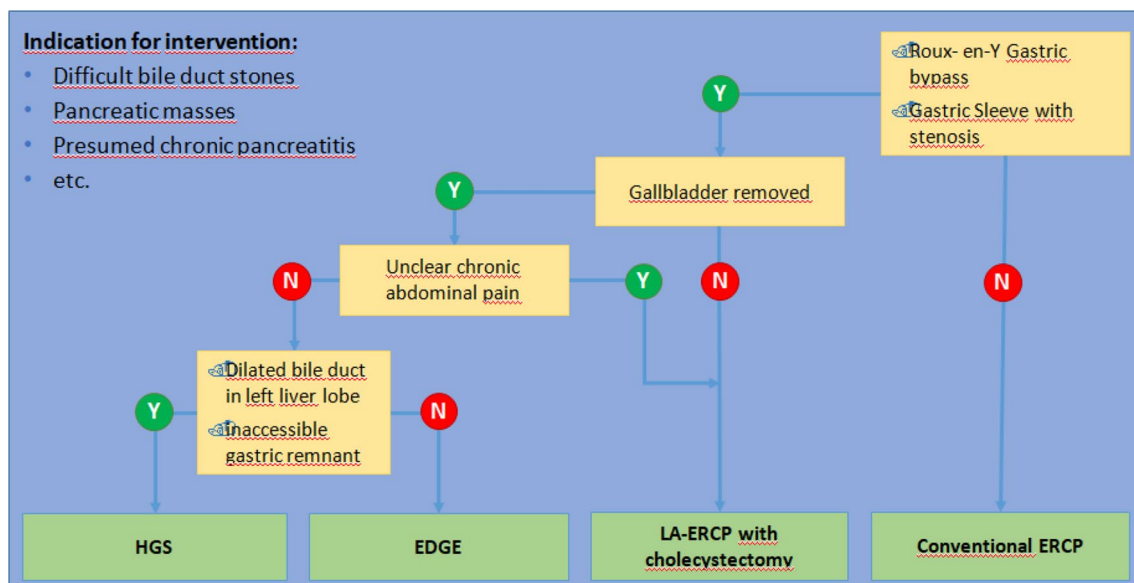 Indication for intervention:
• Difficult bile duct stones
• Pancreatic masses
• Presumed chronic pancreatitis
• etc.
Roux- en-Y Gastric
bypass
Gastric Sleeve with
stenosis
Y
Gallbladder removed
Y
Unclear chronic
abdominal pain
N
Y
N
N
Dilated bile duct
in left liver lobe
inaccessible
gastric remnant
Y
N
HGS
EDGE
LA-ERCP with
cholecystectomy
Conventional ERCP